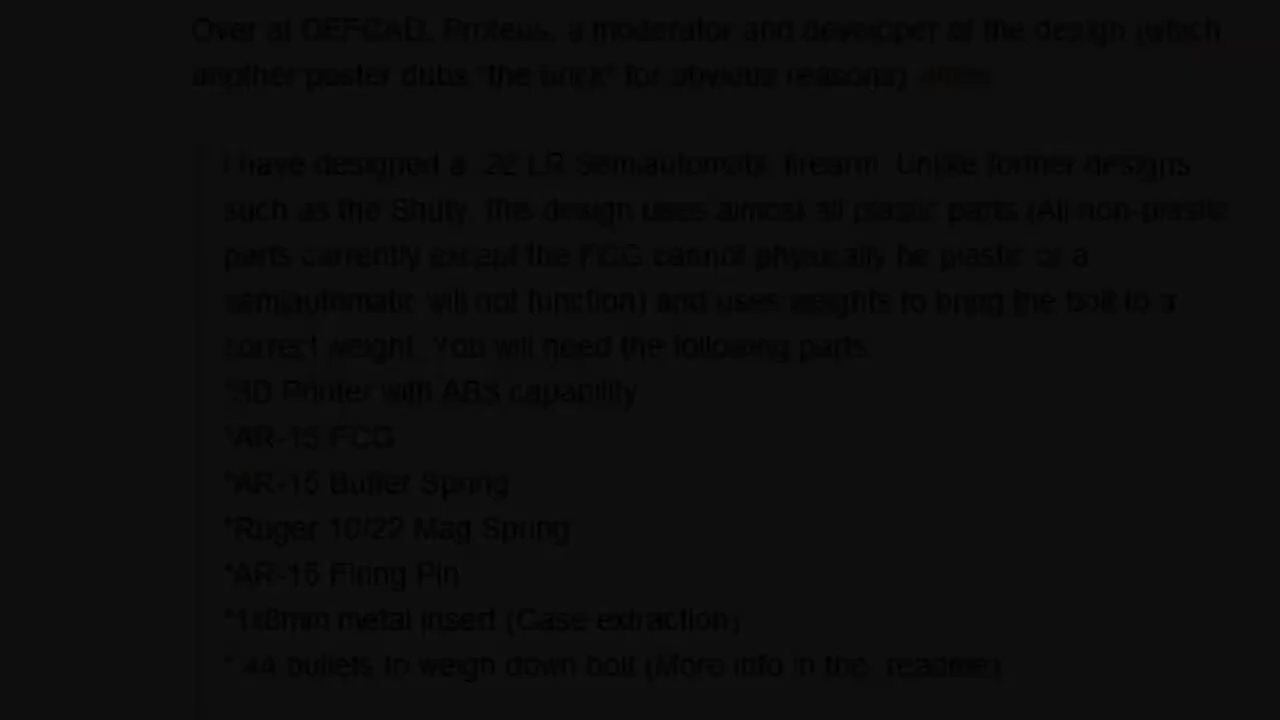 Over at DEFCAD, Proteus, a moderator and developer of the design (which
another poster dubs "the brick" for obvious reasons)
I have designed a .22 LR Semiautomatic firearm. Unlike former designs
such as the Shuty, this design uses almost all plastic parts (All non-plastic
parts currently except the FCG cannot physically be plastic or a
semiautomatic will not function) and uses weights to bring the bolt to a
correct weight. You will need the following parts
*3D Printer with ABS capability
*AR-15 FCG
*AR-15 Buffer Spring
*Ruger 10/22 Mag Spring
*AR-15 Firing Pin
metal insert (Case extraction)
*.44 bullets to weigh down bolt (More info in the .readme)